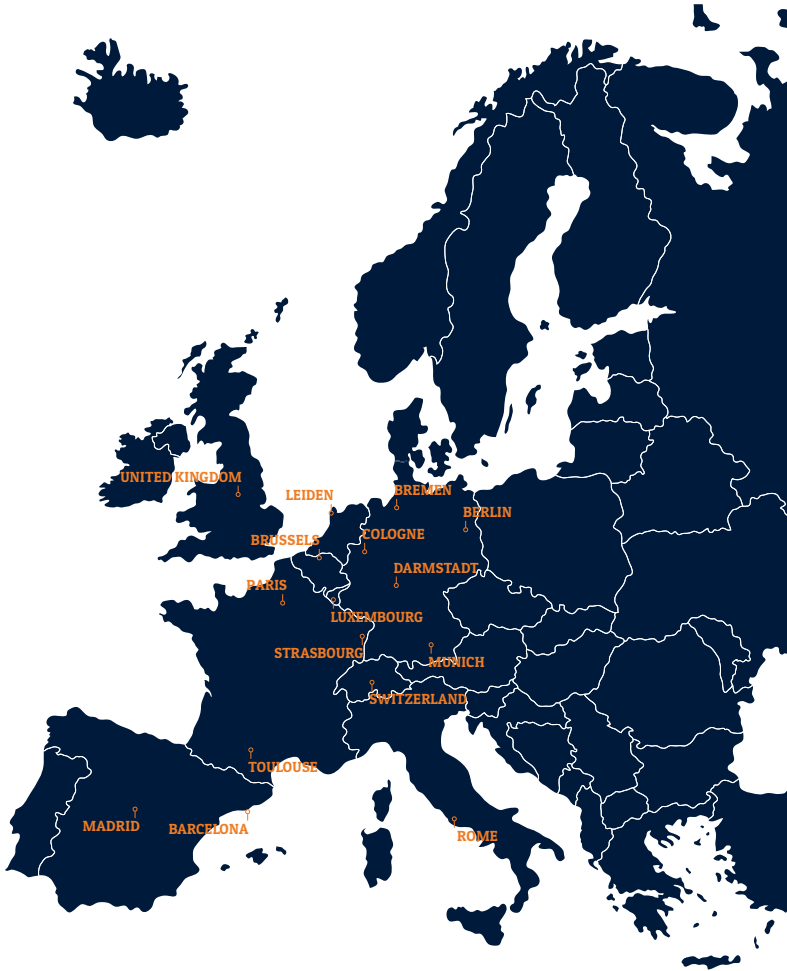 UNITED KINGDOM
BREMEN
LEIDEN
BERLIN
COLOGNE
BRUSSELS
DARMSTADT
PARIS
LUXEMBOURG
STRASBOURG
MUNICH
SWITZERLAND
TOULOUSE
MADRID
BARCELONA
ROME